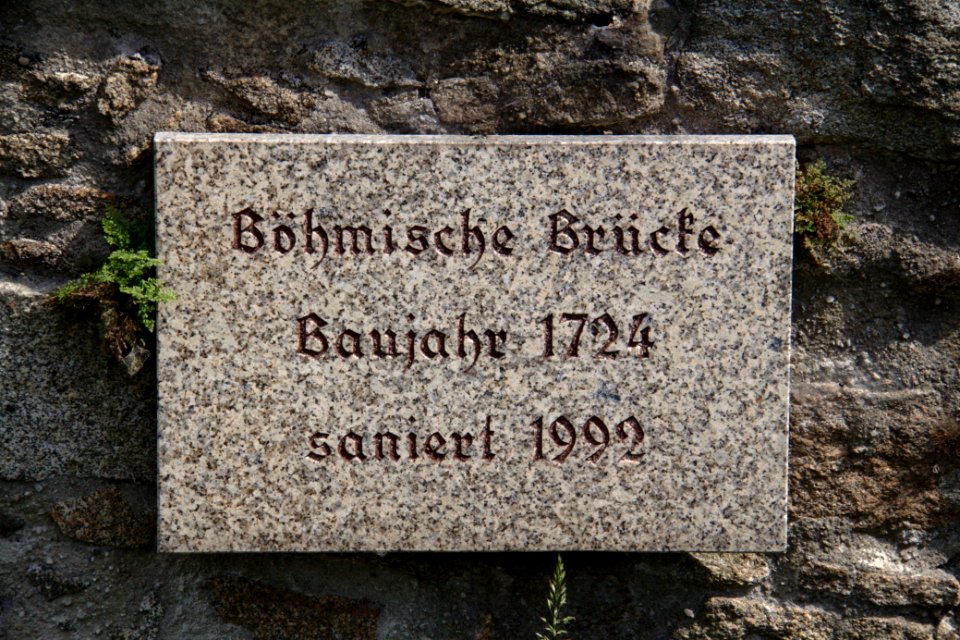 Böhmische Brücke
Baujahr 1724
saniert 1992